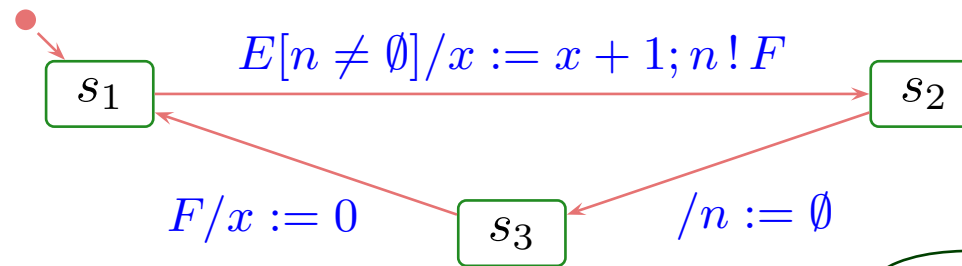 E[n ≠ ∅]/x := x + 1; n ! F
s₁
s₂
F/x := 0
/n := ∅
s₃